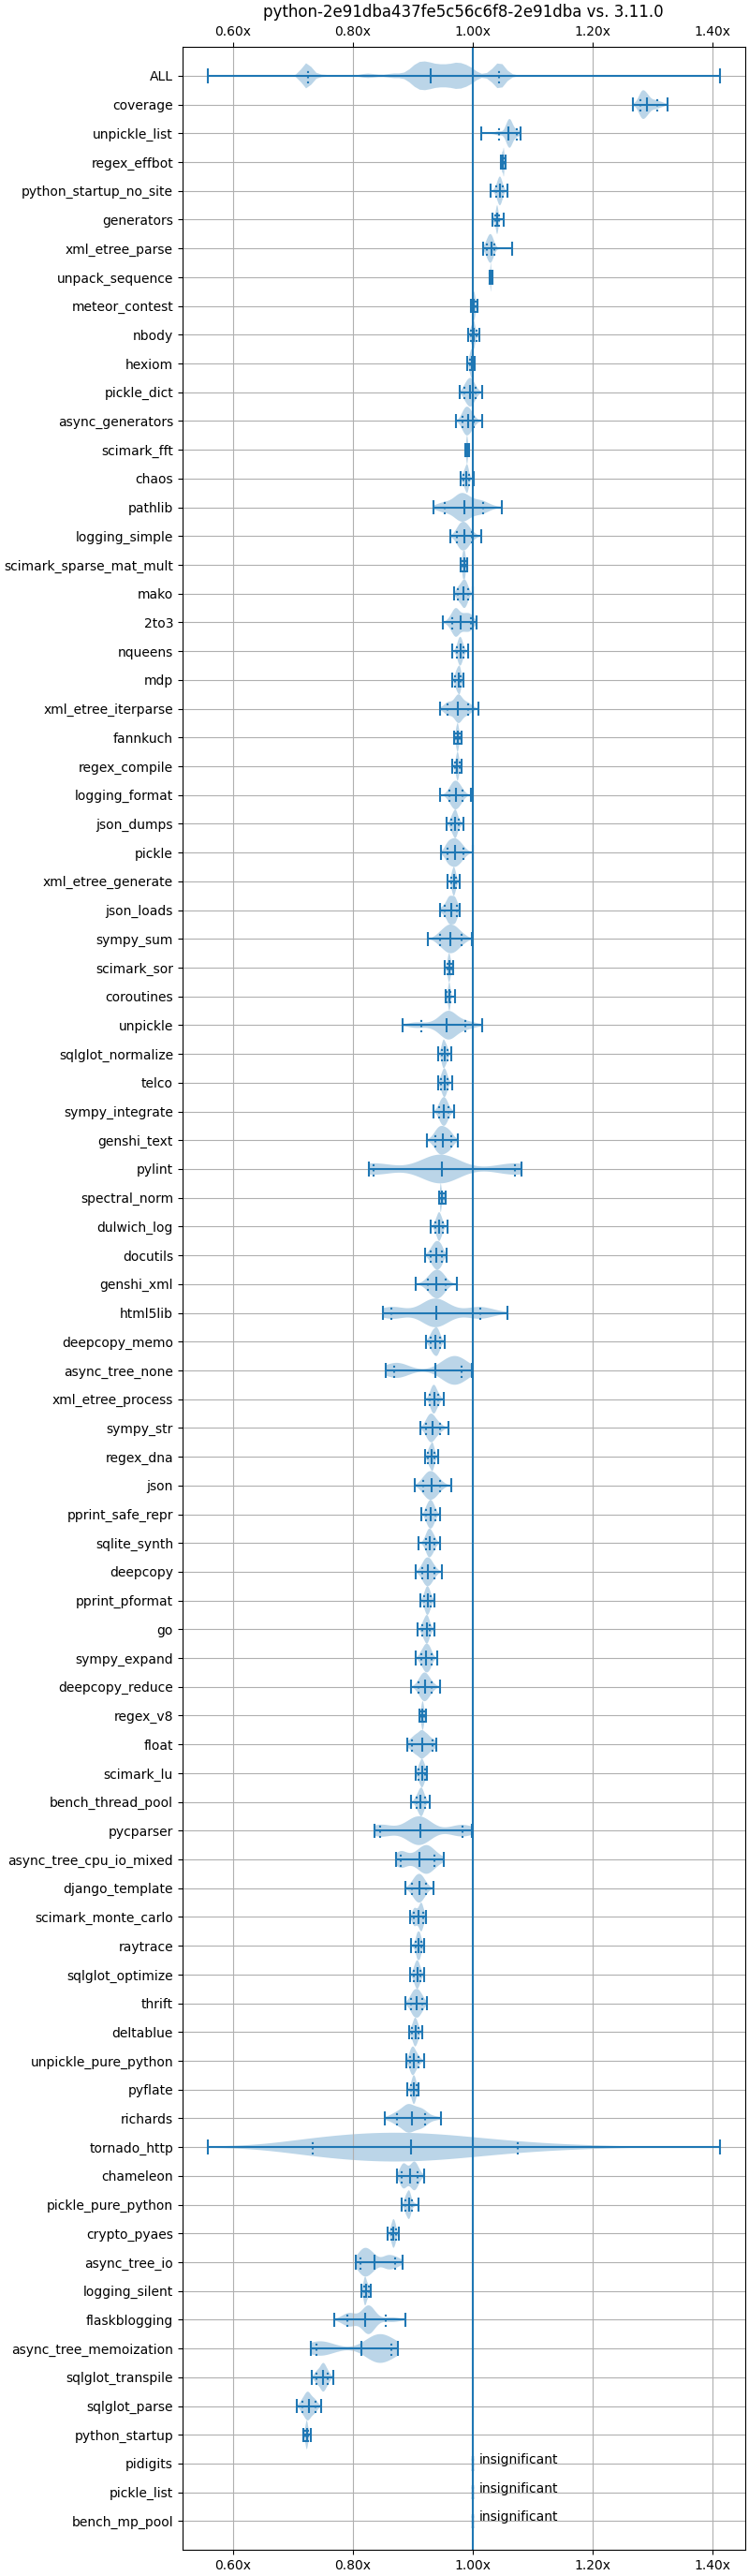 python-2e91dba437fe5c56c6f8-2e91dba vs. 3.11.0
0.60x 0.80x 1.00x 1.20x 1.40x
ALL
coverage
unpickle_list
regex_effbot
python_startup_no_site
generators
xml_etree_parse
unpack_sequence
meteor_contest
nbody
hexiom
pickle_dict
async_generators
scimark_fft
chaos
pathlib
logging_simple
scimark_sparse_mat_mult
mako
2to3
nqueens
mdp
xml_etree_iterparse
fannkuch
regex_compile
logging_format
json_dumps
pickle
xml_etree_generate
json_loads
sympy_sum
scimark_sor
coroutines
unpickle
sqlglot_normalize
telco
sympy_integrate
genshi_text
pylint
spectral_norm
dulwich_log
docutils
genshi_xml
html5lib
deepcopy_memo
async_tree_none
xml_etree_process
sympy_str
regex_dna
json
pprint_safe_repr
sqlite_synth
deepcopy
pprint_pformat
go
sympy_expand
deepcopy_reduce
regex_v8
float
scimark_lu
bench_thread_pool
pycparser
async_tree_cpu_io_mixed
django_template
scimark_monte_carlo
raytrace
sqlglot_optimize
thrift
deltablue
unpickle_pure_python
pyflate
richards
tornado_http
chameleon
pickle_pure_python
crypto_pyaes
async_tree_io
logging_silent
flaskblogging
async_tree_memoization
sqlglot_transpile
sqlglot_parse
python_startup
pidigits insignificant
pickle_list insignificant
bench_mp_pool insignificant
0.60x 0.80x 1.00x 1.20x 1.40x